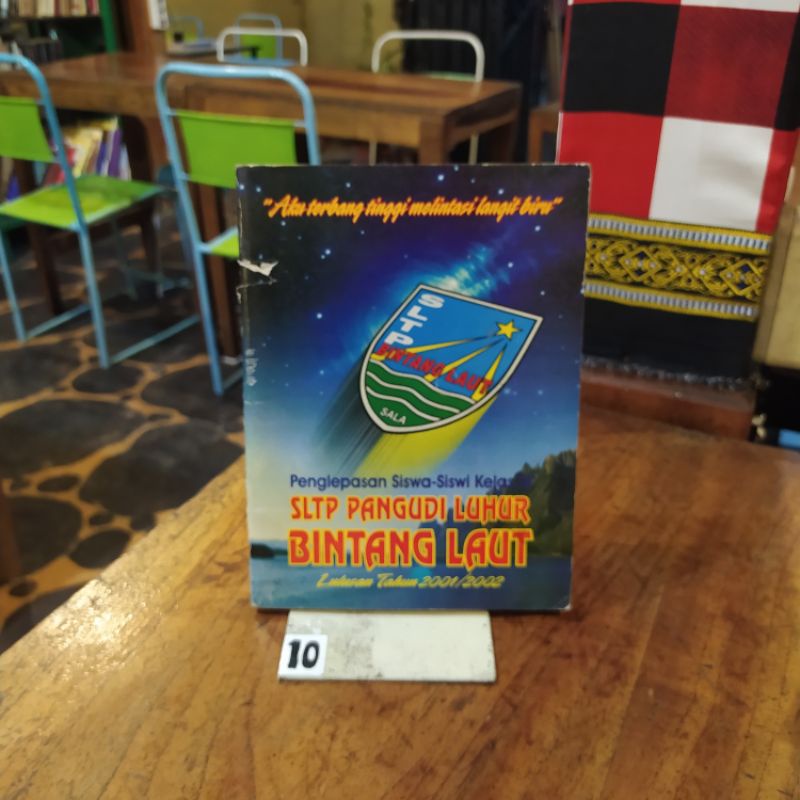 "Aku terbang tinggi melintasi langit biru"
SLTP
BINTANG LAUT
SALA
Penglepasan Siswa-Siswi
SLTP PANGUDI LUHUR
BINTANG LAUT
Lulusan Tahun 2001/2002
10